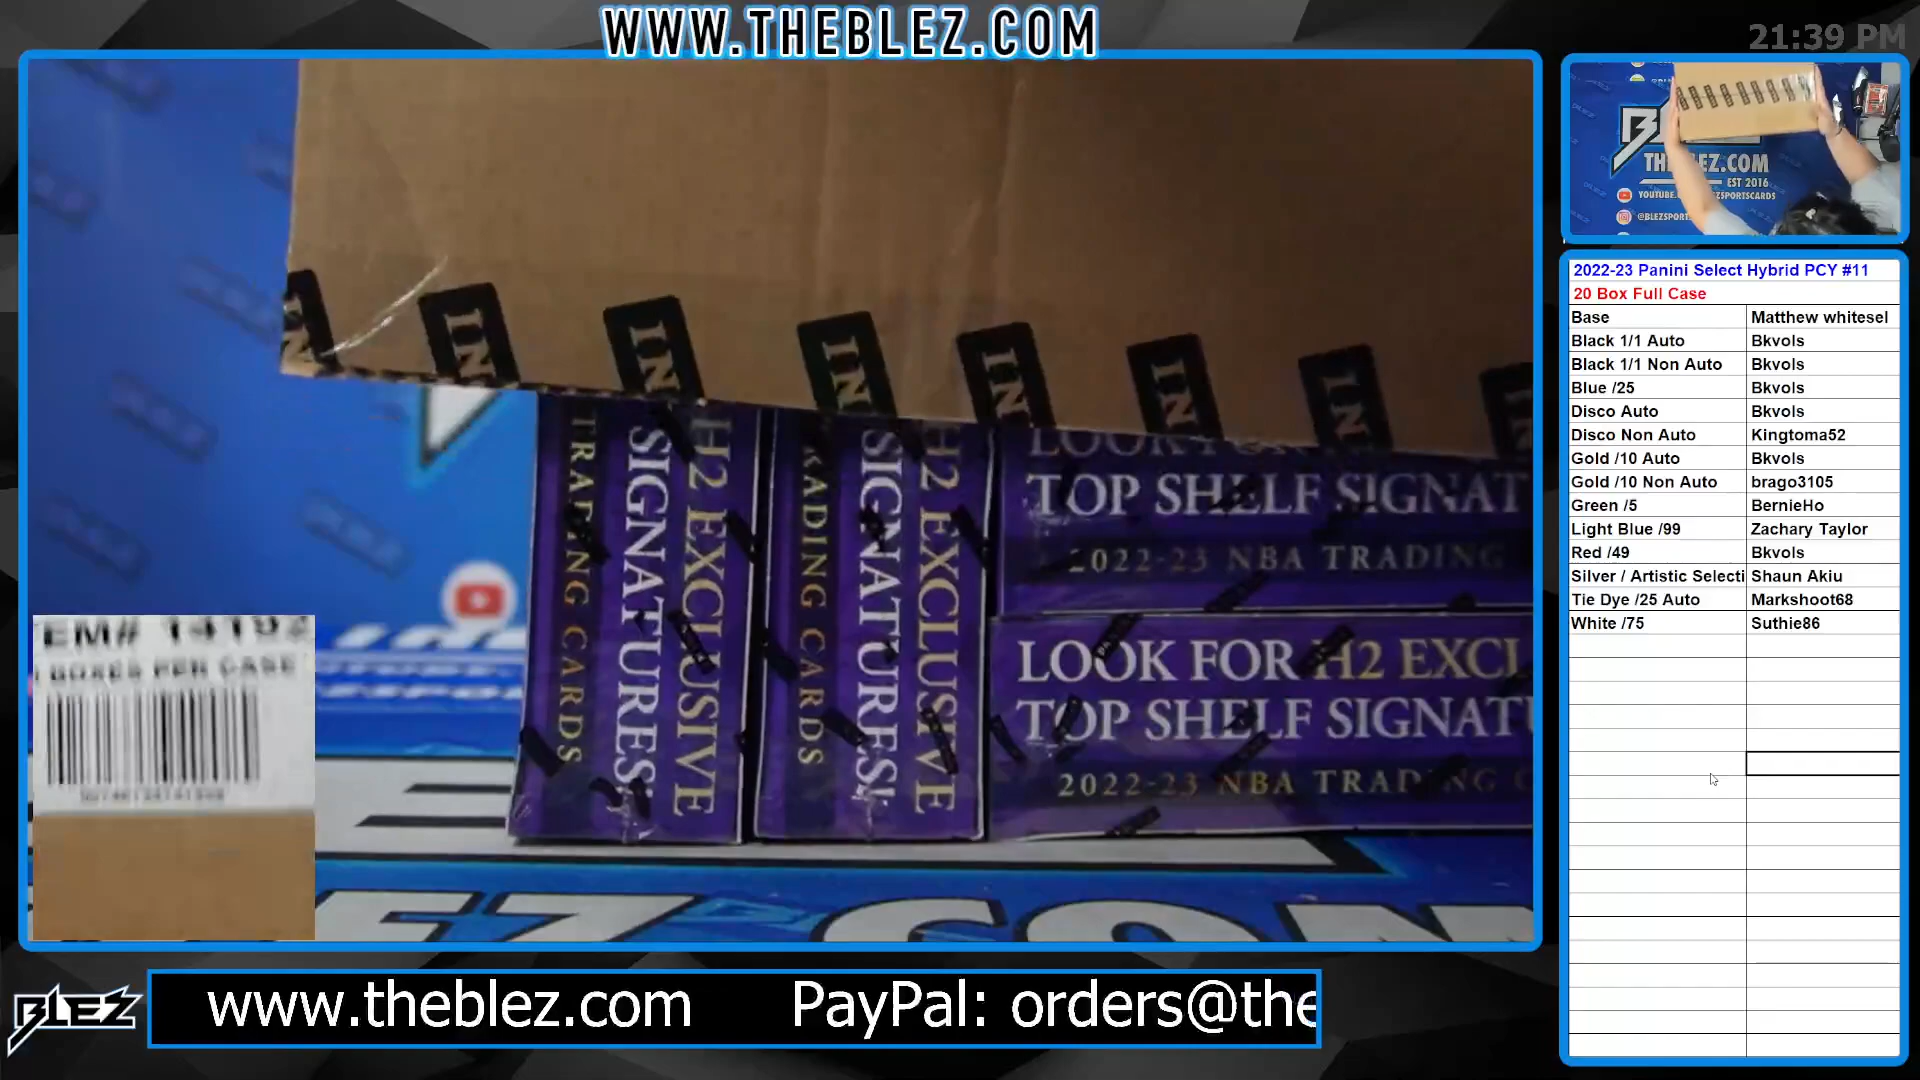 WWW.THEBLEZ.COM
21:39 PM
TRADING CARDS
SIGNATURES!
H2 EXCLUSIVE
SIGNATURES!
H2 EXCLUSIVE
TOP SHELF SIGNAT
2022-23 NBA TRADING
LOOK FOR H2 EXCL
TOP SHELF SIGNATU
2022-23 NBA TRADING C
EM# 14192
BOXES PER CASE
EST 2016
2022-23 Panini Select Hybrid PCY #11
20 Box Full Case
Base Matthew whitesel
Black 1/1 Auto Bkvols
Black 1/1 Non Auto Bkvols
Blue /25 Bkvols
Disco Auto Bkvols
Disco Non Auto Kingtoma52
Gold /10 Auto Bkvols
Gold /10 Non Auto brago3105
Green /5 BernieHo
Light Blue /99 Zachary Taylor
Red /49 Bkvols
Silver / Artistic Selecti Shaun Akiu
Tie Dye /25 Auto Markshoot68
White /75 Suthie86
BLEZ
www.theblez.com PayPal: orders@the